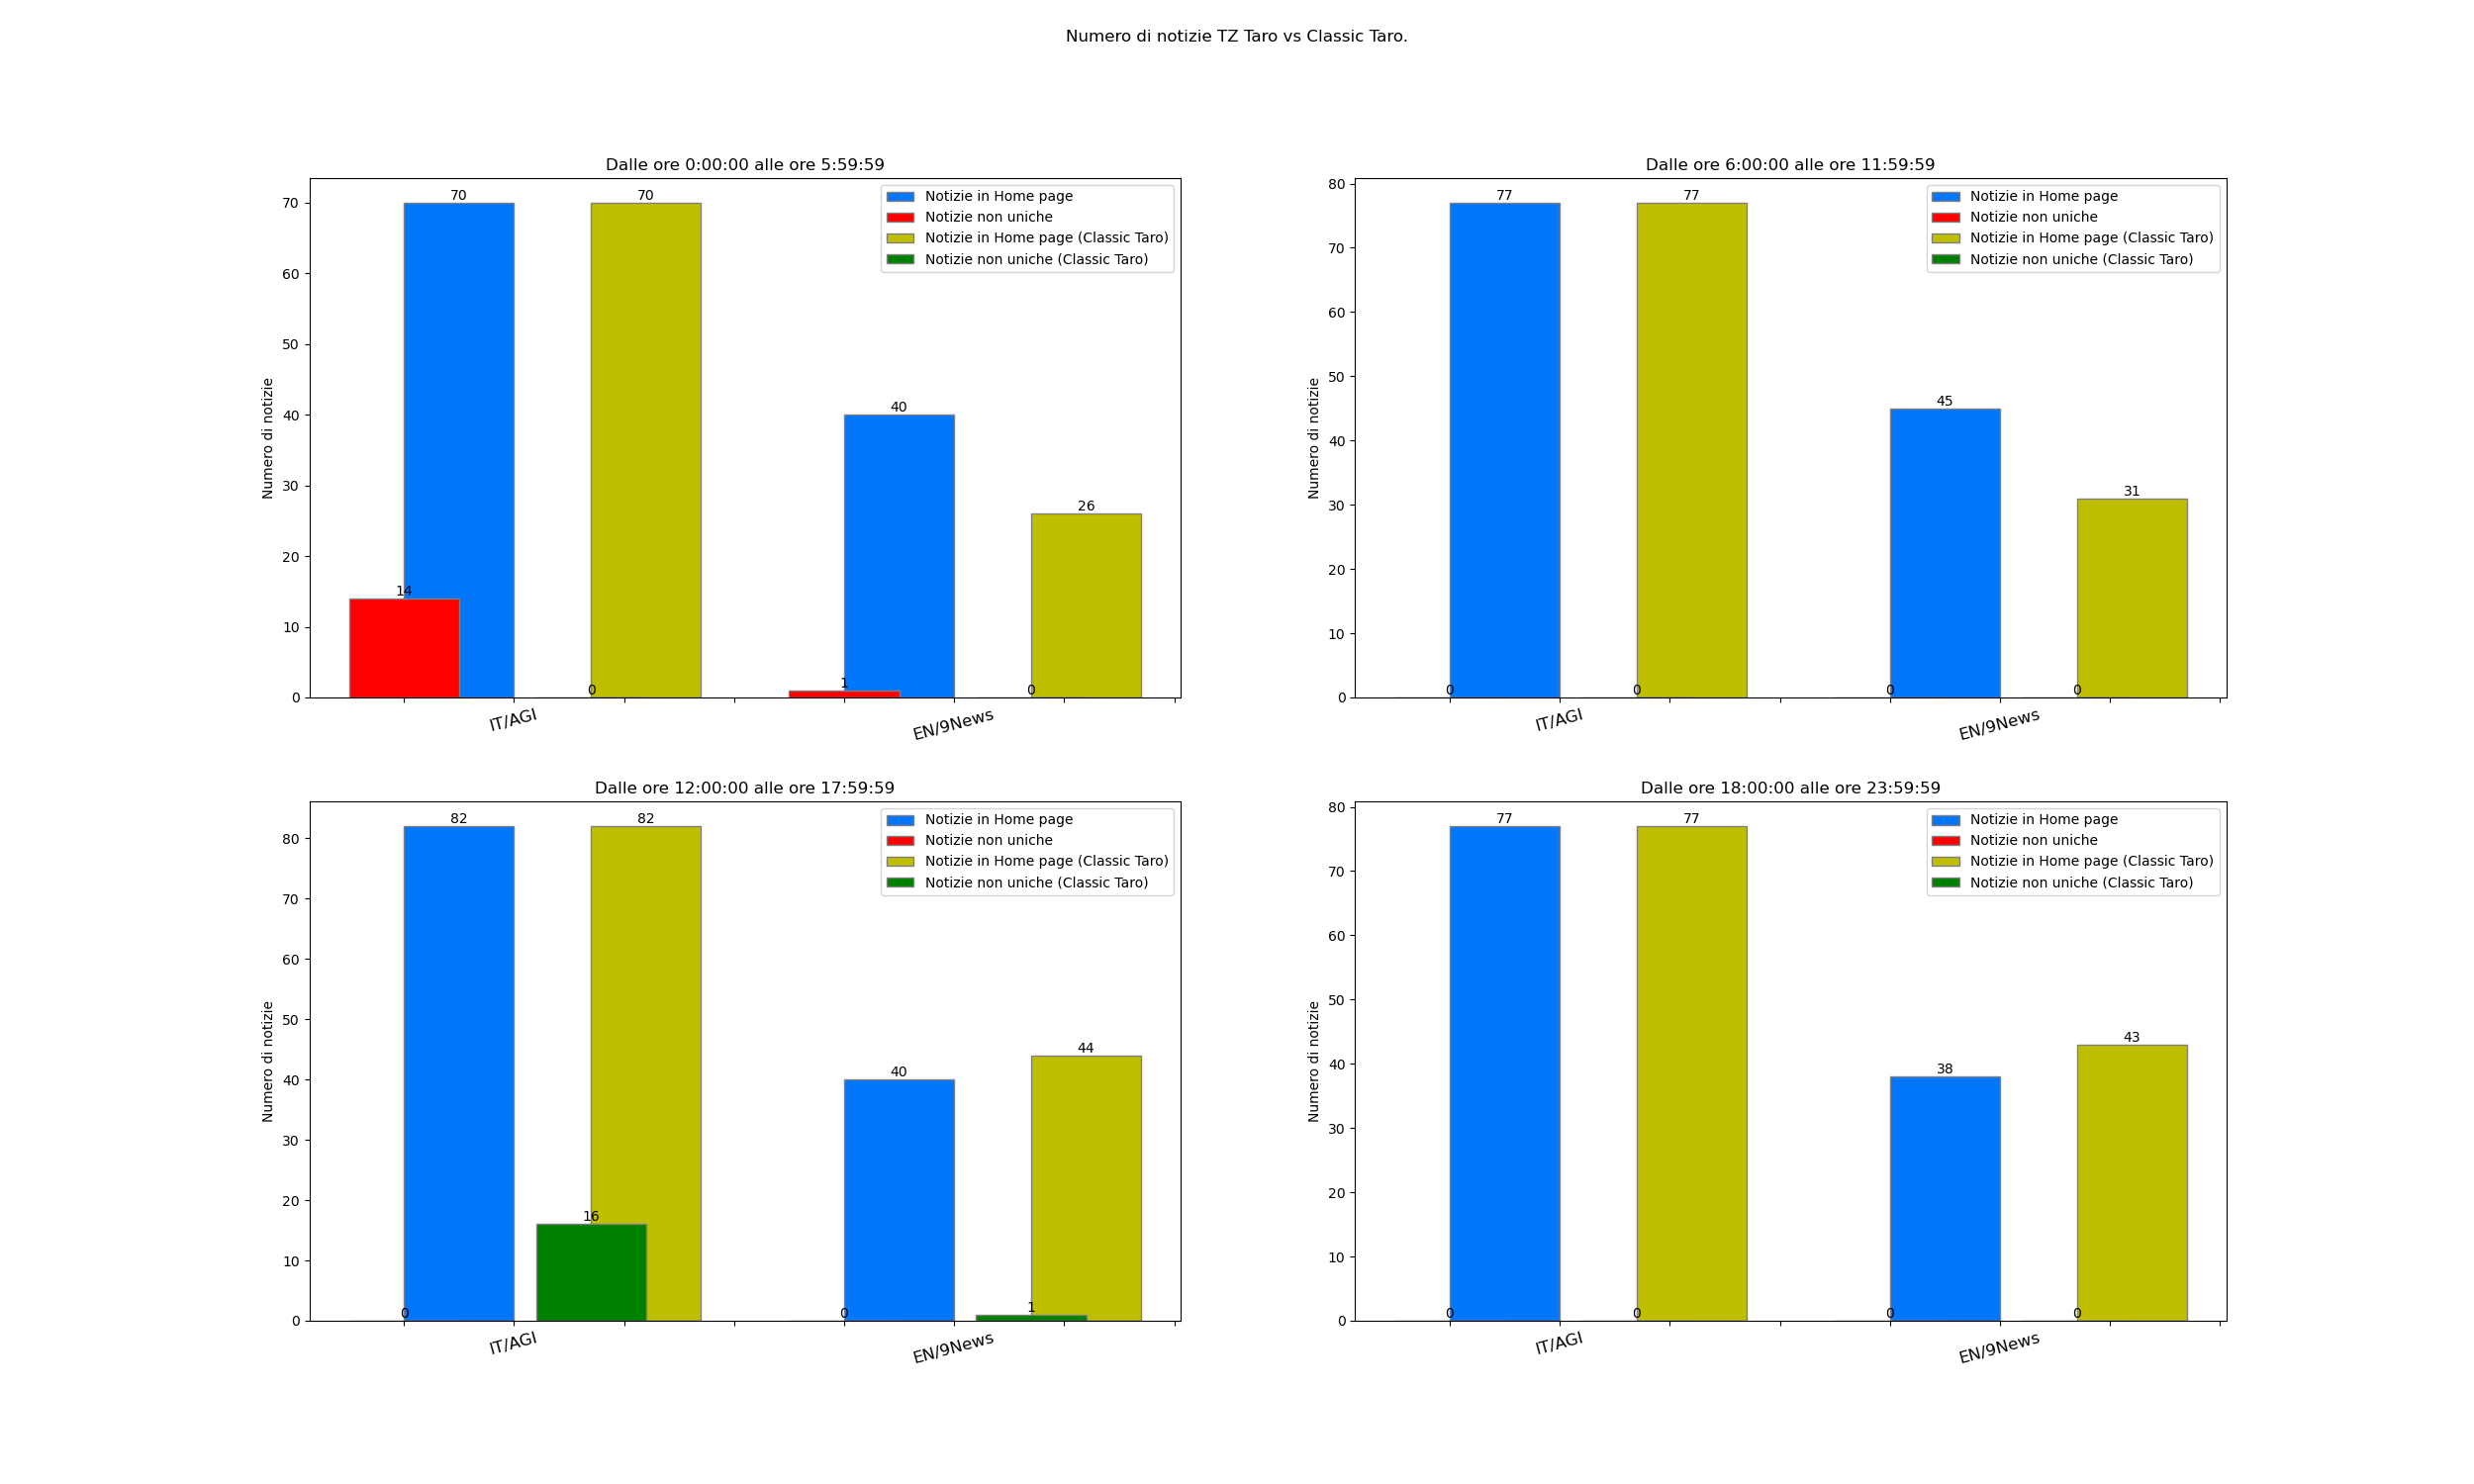 Numero di notizie TZ Taro vs Classic Taro.
Dalle ore 0:00:00 alle ore 5:59:59
Numero di notizie
70
60
50
40
30
20
10
0
70
70
40
26
14
0
1
0
Notizie in Home page
Notizie non uniche
Notizie in Home page (Classic Taro)
Notizie non uniche (Classic Taro)
IT/AGI
EN/9News
Dalle ore 6:00:00 alle ore 11:59:59
Numero di notizie
80
70
60
50
40
30
20
10
0
77
77
45
31
0
0
0
0
Notizie in Home page
Notizie non uniche
Notizie in Home page (Classic Taro)
Notizie non uniche (Classic Taro)
IT/AGI
EN/9News
Dalle ore 12:00:00 alle ore 17:59:59
Numero di notizie
80
70
60
50
40
30
20
10
0
82
82
40
44
0
16
0
1
Notizie in Home page
Notizie non uniche
Notizie in Home page (Classic Taro)
Notizie non uniche (Classic Taro)
IT/AGI
EN/9News
Dalle ore 18:00:00 alle ore 23:59:59
Numero di notizie
80
70
60
50
40
30
20
10
0
77
77
38
43
0
0
0
0
Notizie in Home page
Notizie non uniche
Notizie in Home page (Classic Taro)
Notizie non uniche (Classic Taro)
IT/AGI
EN/9News